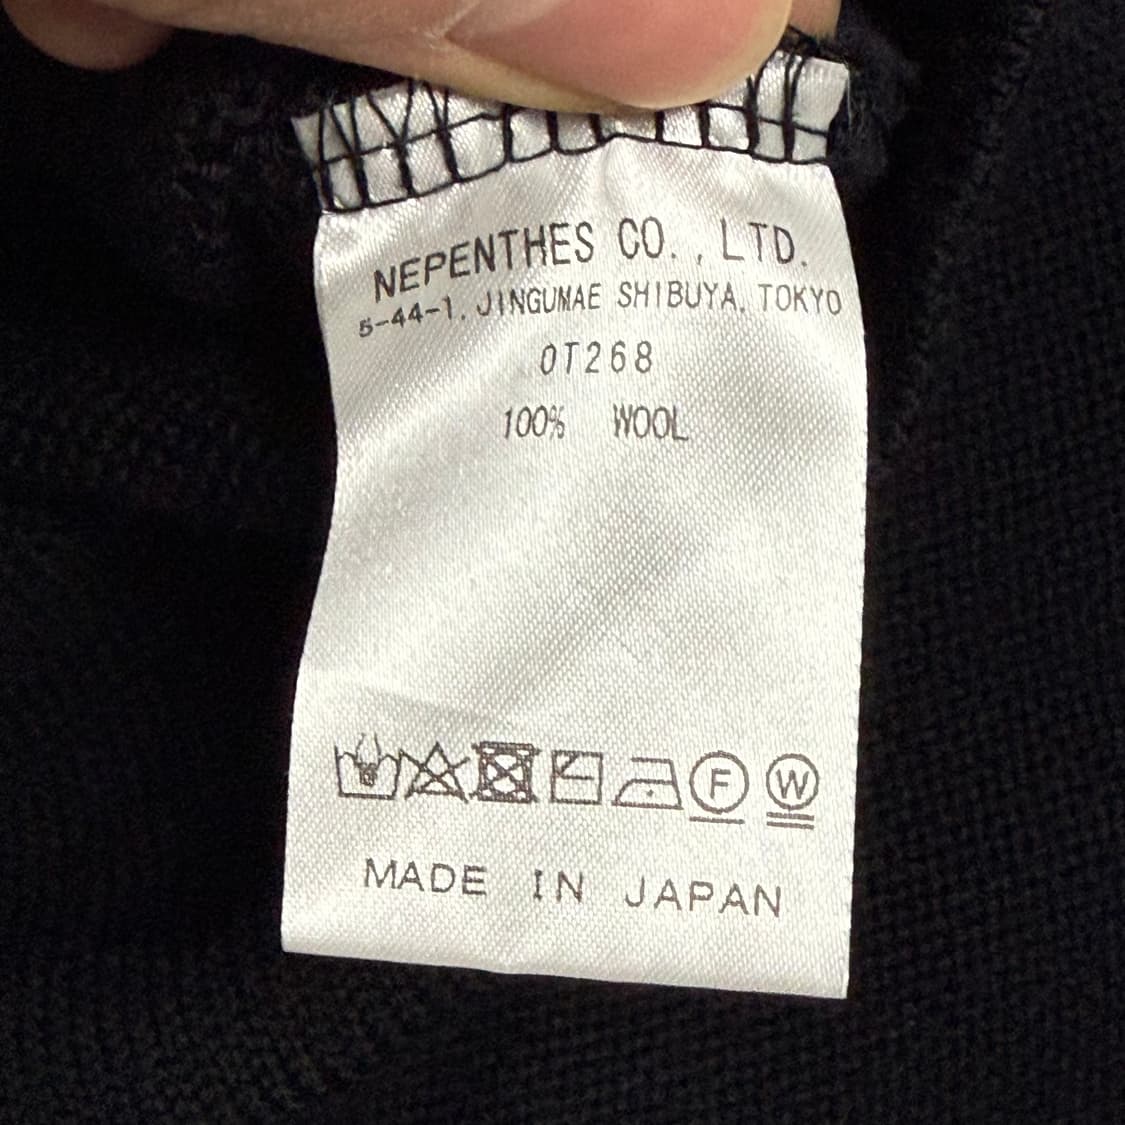 NEPENTHES CO., LTD.
5-44-1, JINGUMAE SHIBUYA, TOKYO
OT268
100% WOOL
F W
MADE IN JAPAN